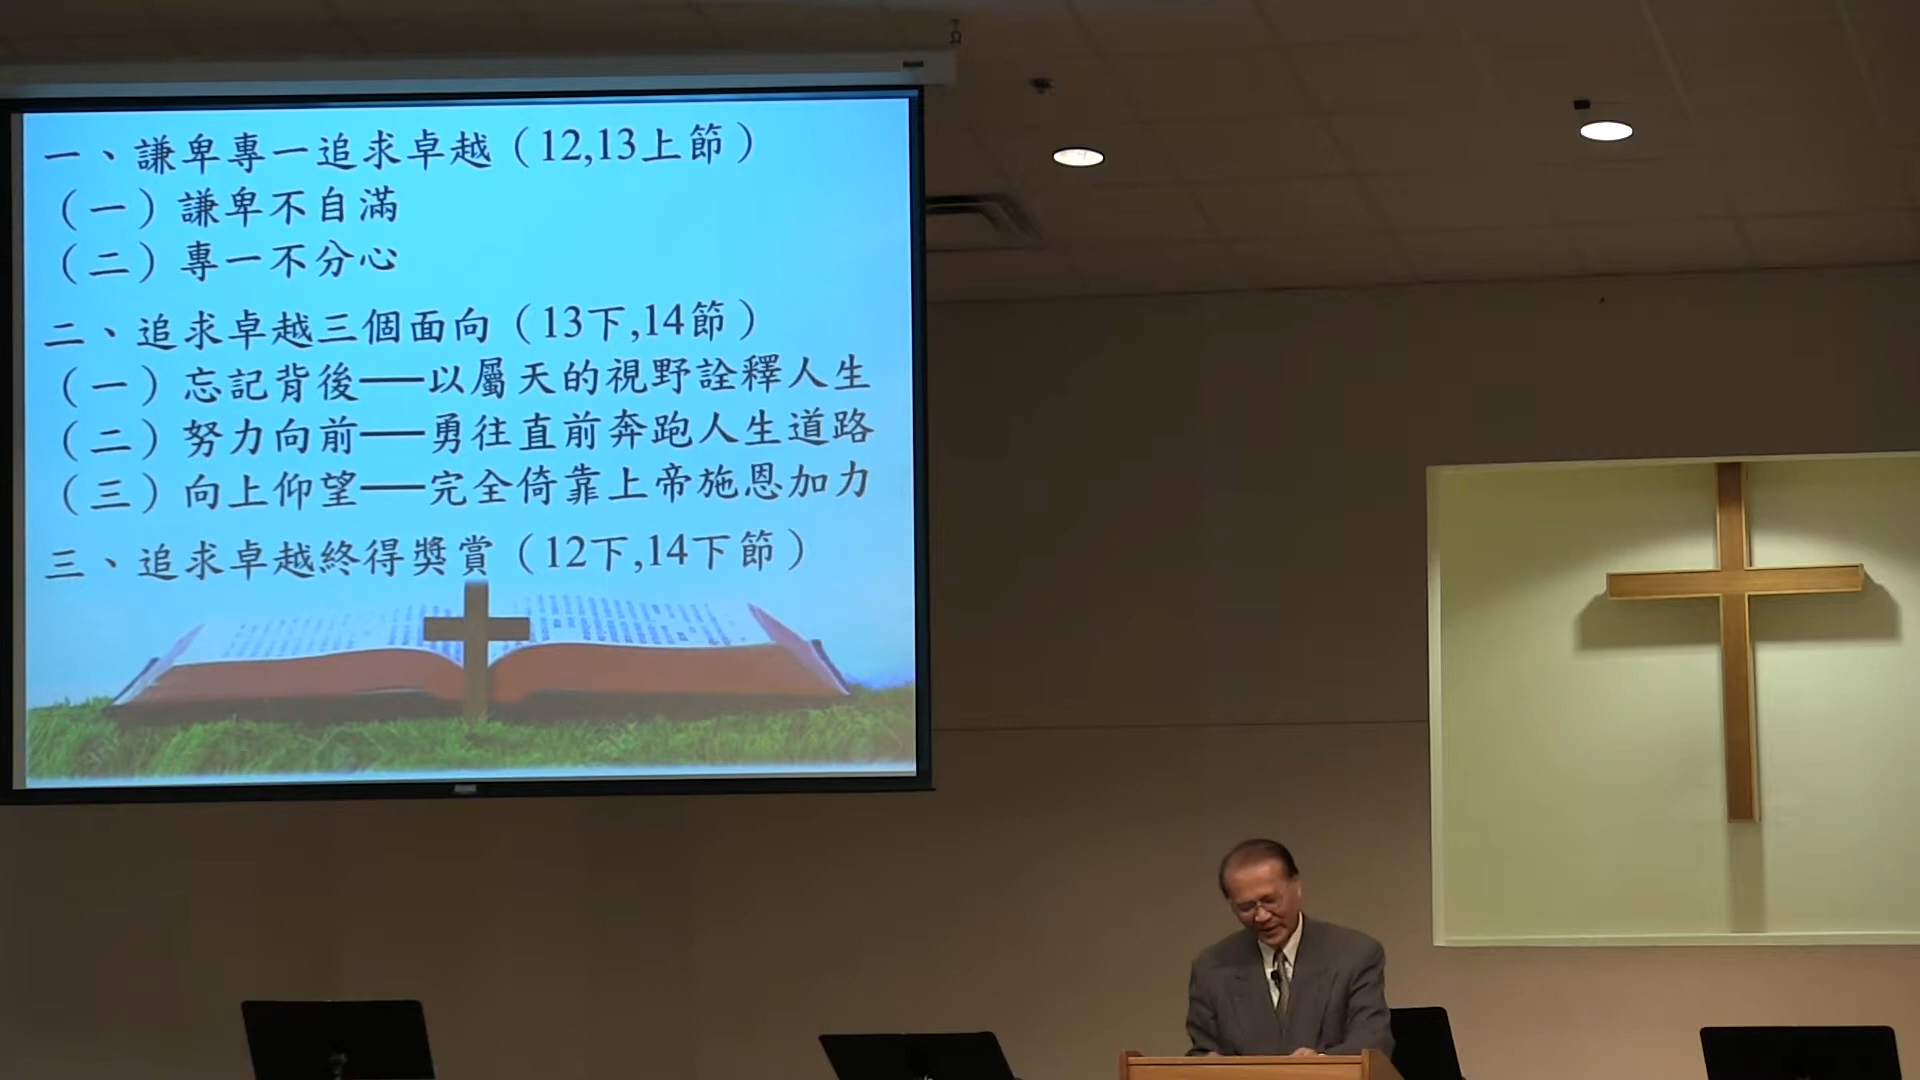 一、謙卑專一追求卓越（12,13上節）
（一）謙卑不自滿
（二）專一不分心
二、追求卓越三個面向（13下,14節）
（一）忘記背後——以屬天的視野詮釋人生
（二）努力向前——勇往直前奔跑人生道路
（三）向上仰望——完全倚靠上帝施恩加力
三、追求卓越終得獎賞（12下,14下節）